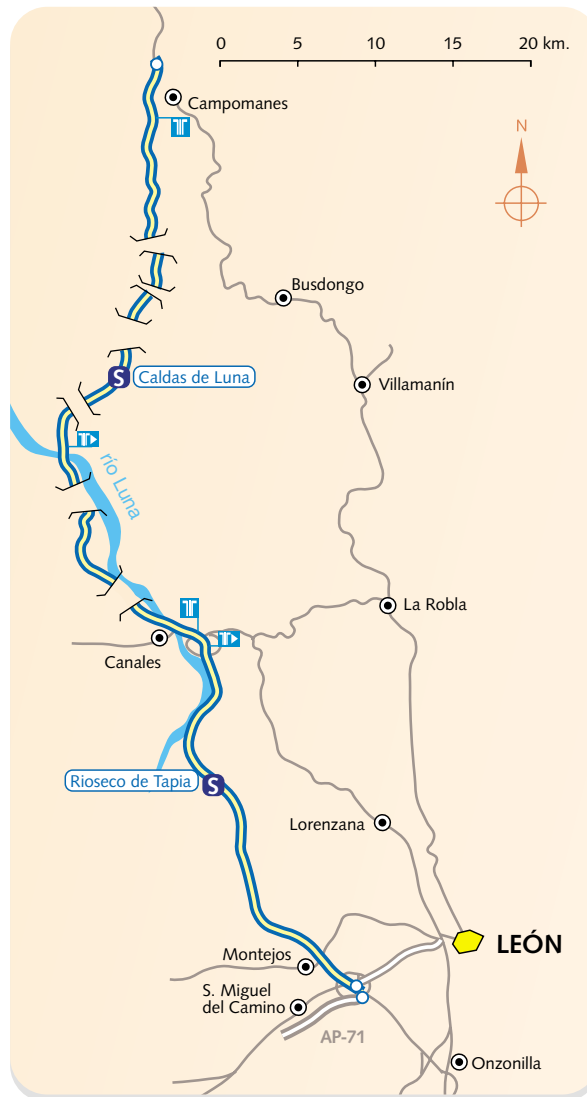 0 5 10 15 20 km.
Campomanes
N
Busdongo
S Caldas de Luna
Villamanín
río Luna
La Robla
Canales
Rioseco de Tapia S
Lorenzana
LEÓN
Montejos
S. Miguel
del Camino
AP-71
Onzonilla